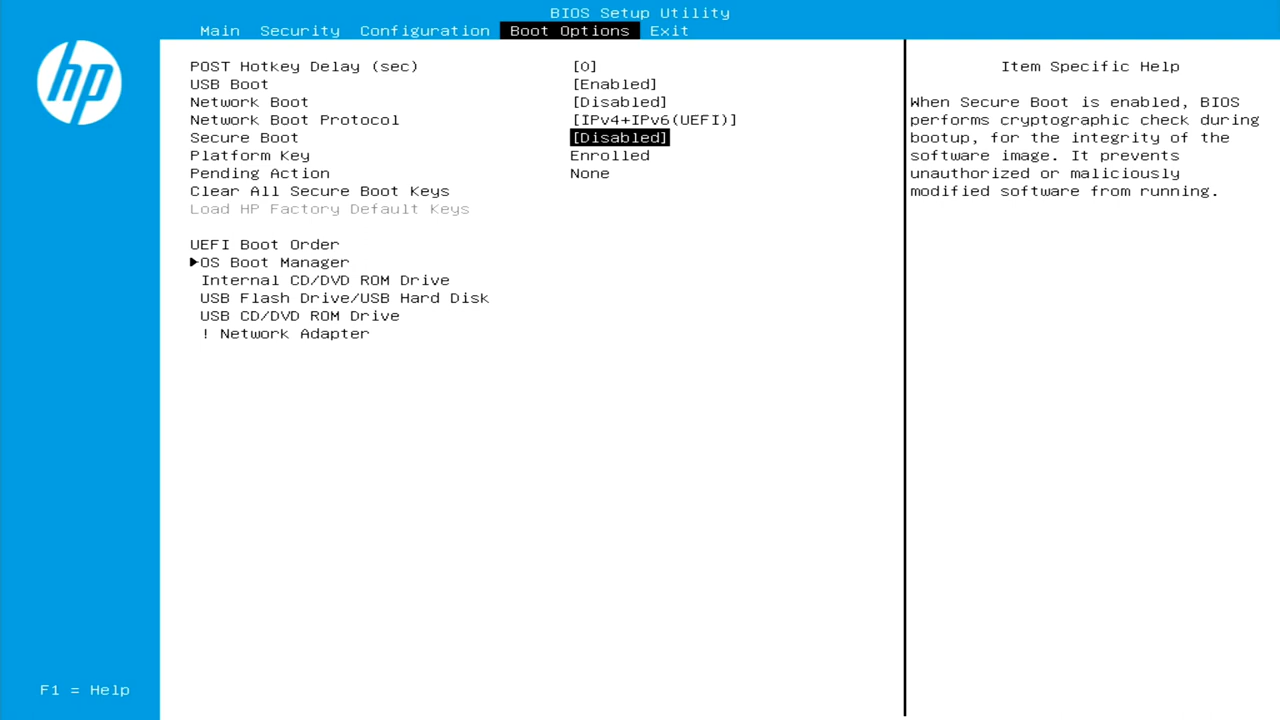 BIOS Setup Utility
Main Security Configuration Boot Options Exit
hp
POST Hotkey Delay (sec) [0]
USB Boot [Enabled]
Network Boot [Disabled]
Network Boot Protocol [IPv4+IPv6(UEFI)]
Secure Boot [Disabled]
Platform Key Enrolled
Pending Action None
Clear All Secure Boot Keys
Load HP Factory Default Keys
UEFI Boot Order
▶OS Boot Manager
Internal CD/DVD ROM Drive
USB Flash Drive/USB Hard Disk
USB CD/DVD ROM Drive
! Network Adapter
Item Specific Help
When Secure Boot is enabled, BIOS
performs cryptographic check during
bootup, for the integrity of the
software image. It prevents
unauthorized or maliciously
modified software from running.
F1 = Help